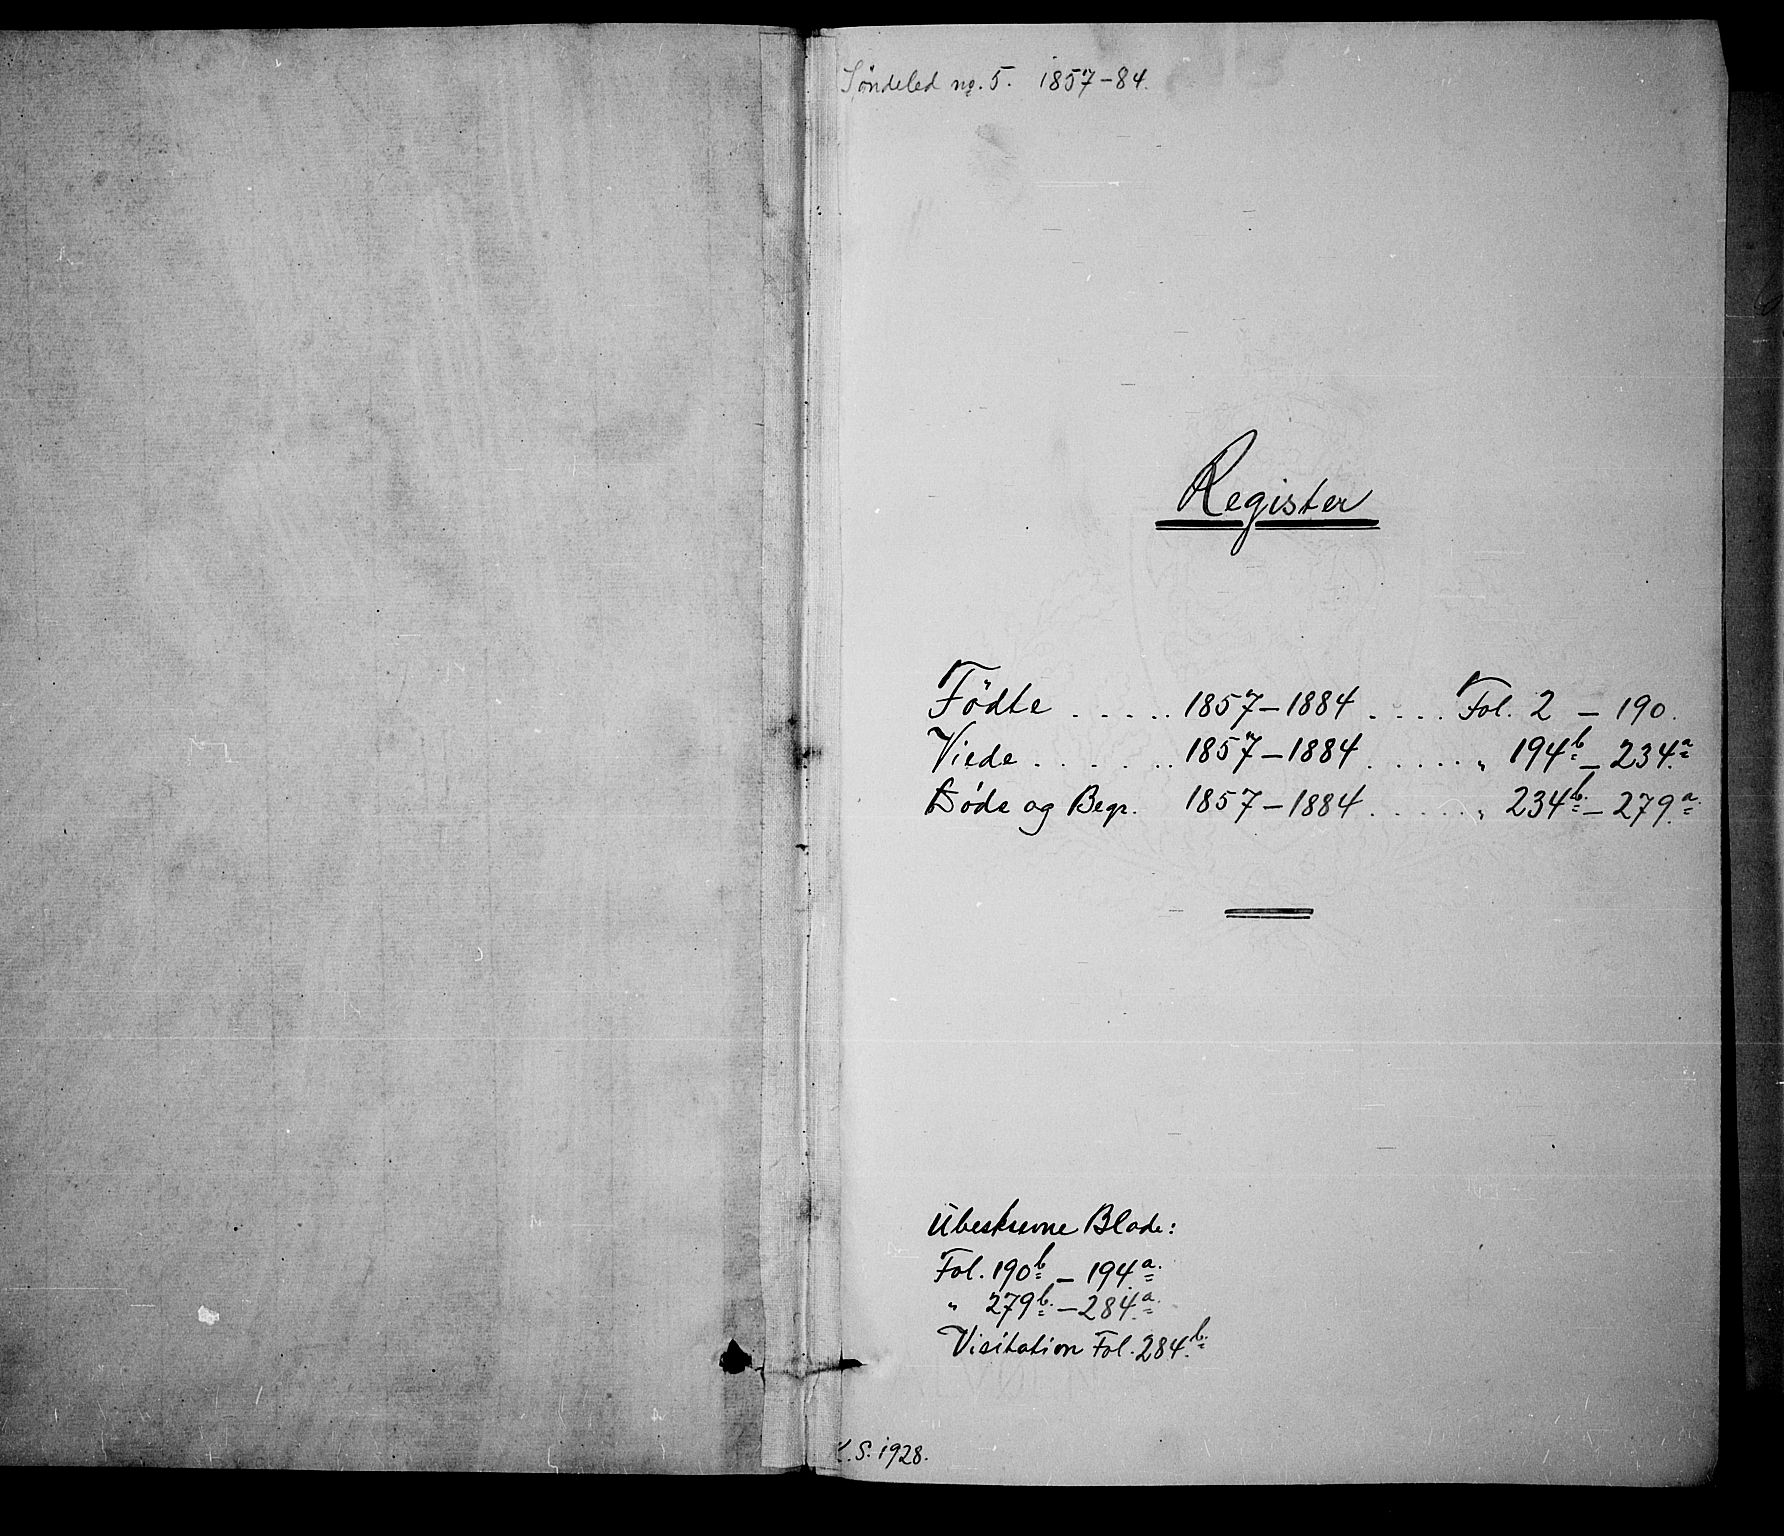 Söndeled no. 5. 1857-84.
Register
Födte . . . . . 1857-1884 . . . . Fol. 2 - 190.
Viede . . . . . . 1857-1884 . . . . . " 194b - 234a
Døde og Begr. 1857-1884 . . . . . . " 234b - 279a.
Ubeskrevne Blade:
Fol. 190b - 194a.
" 279b. - 284a.
Visitation Fol. 284b.
S. 1928.